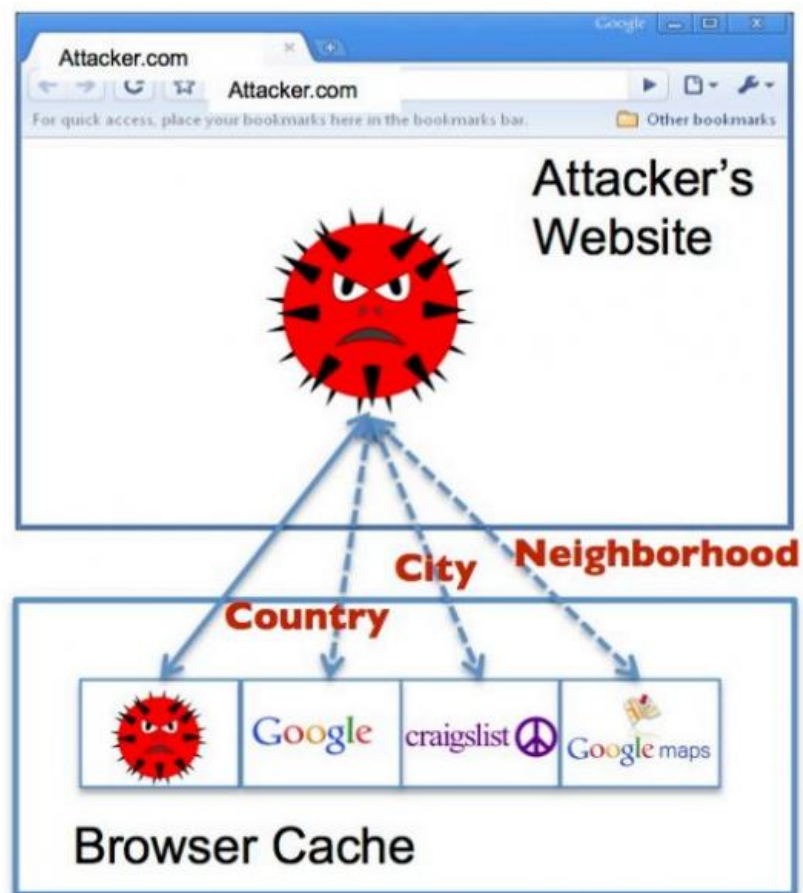 Google
Attacker.com
Attacker.com
For quick access, place your bookmarks here in the bookmarks bar.
Other bookmarks
Attacker's
Website
Neighborhood
City
Country
Google
craigslist
Google maps
Browser Cache